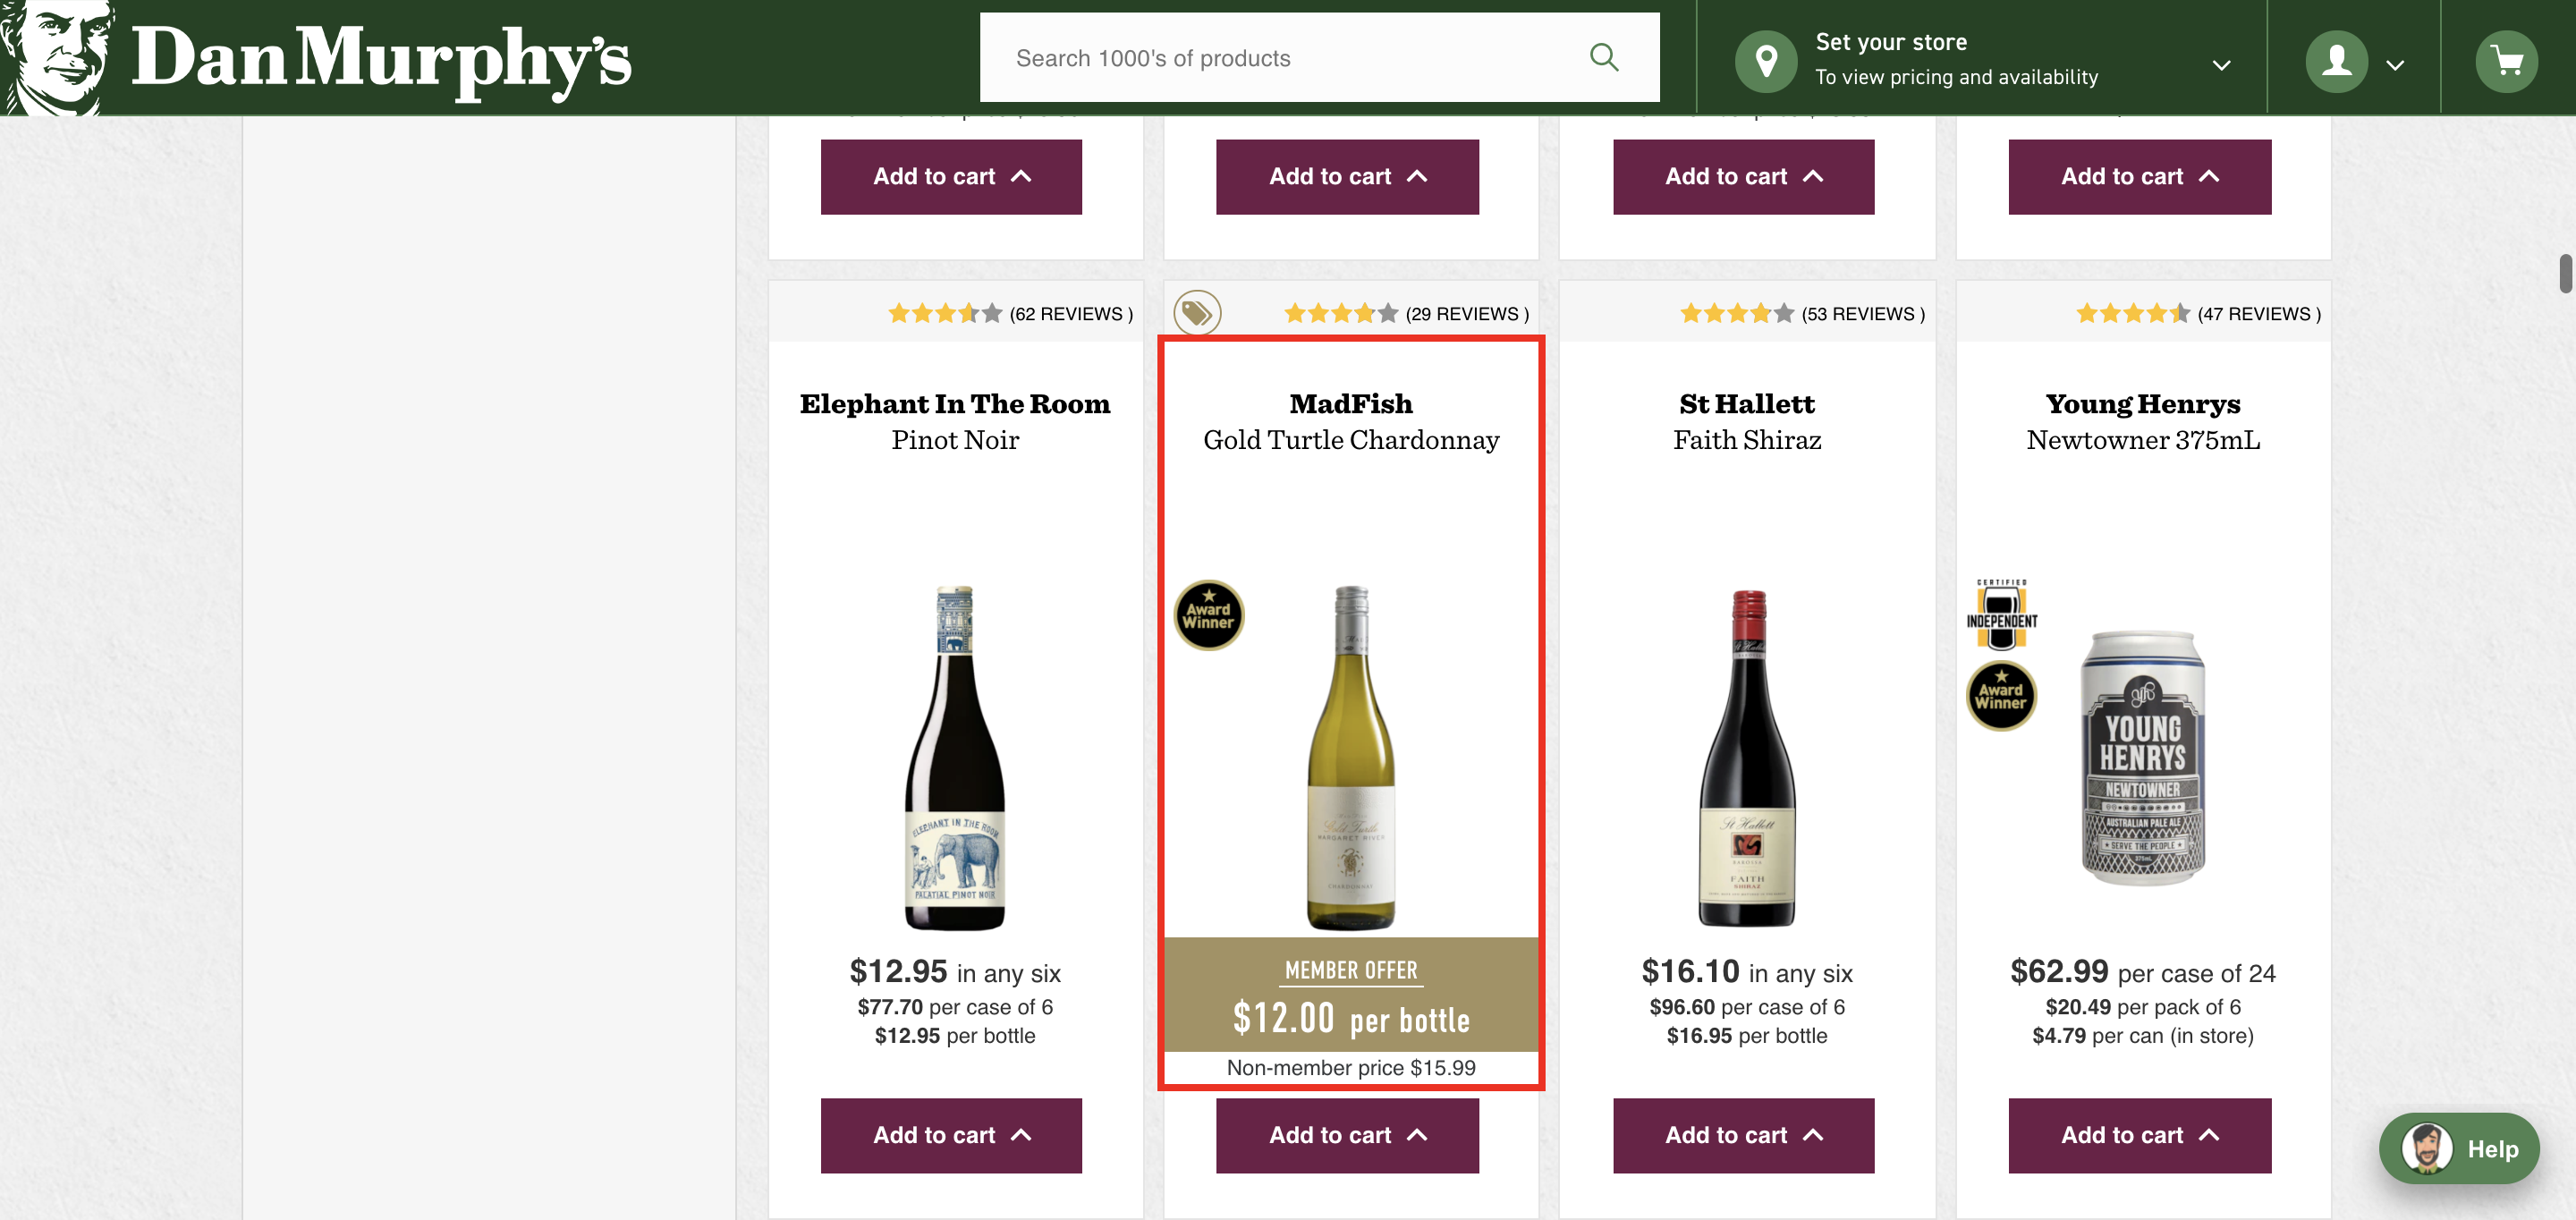 Dan Murphy's
Search 1000's of products
Set your store
To view pricing and availability
Add to cart
Add to cart
Add to cart
Add to cart
(62 REVIEWS )
(29 REVIEWS )
(53 REVIEWS )
(47 REVIEWS )
Elephant In The Room
Pinot Noir
MadFish
Gold Turtle Chardonnay
St Hallett
Faith Shiraz
Young Henrys
Newtowner 375mL
Award
Winner
CERTIFIED
INDEPENDENT
Award
Winner
ELEPHANT IN THE ROOM
PALATIAL PINOT NOIR
Gold Turtle
MARGARET RIVER
CHARDONNAY
St Hallett
BAROSSA
FAITH
SHIRAZ
YH
YOUNG
HENRYS
NEWTOWNER
AUSTRALIAN PALE ALE
SERVE THE PEOPLE
375mL
$12.95 in any six
$77.70 per case of 6
$12.95 per bottle
MEMBER OFFER
$12.00 per bottle
Non-member price $15.99
$16.10 in any six
$96.60 per case of 6
$16.95 per bottle
$62.99 per case of 24
$20.49 per pack of 6
$4.79 per can (in store)
Add to cart
Add to cart
Add to cart
Add to cart
Help